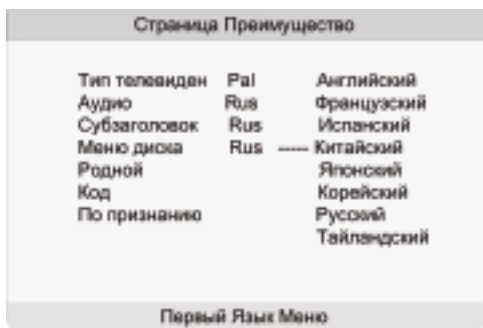 Страница Преимущество
Тип телевиден Pal Английский
Аудио Rus Французский
Субзаголовок Rus Испанский
Меню диска Rus ----- Китайский
Родной Японский
Код Корейский
По признанию Русский
Тайландский
Первый Язык Меню